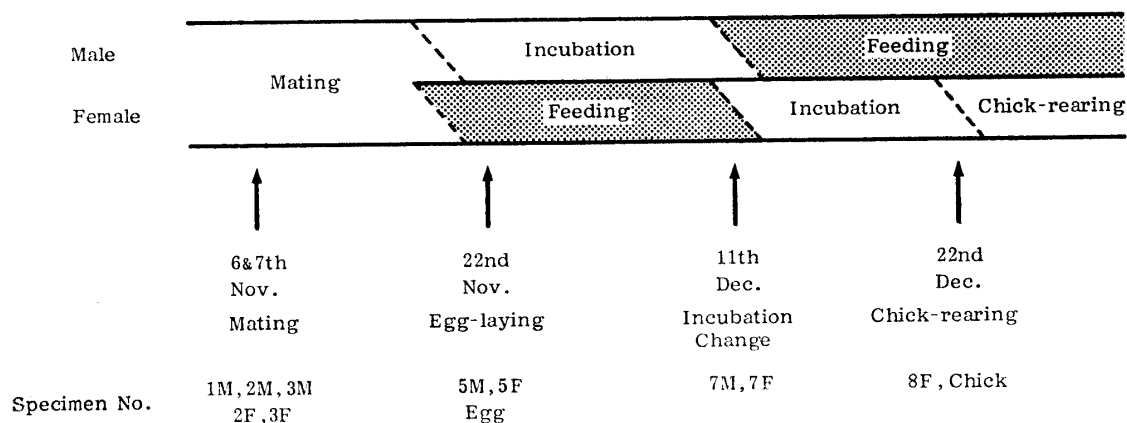 Male
Incubation
Feeding
Mating
Female
Feeding
Incubation
Chick-rearing
6&7th
Nov.
Mating
22nd
Nov.
Egg-laying
11th
Dec.
Incubation
Change
22nd
Dec.
Chick-rearing
Specimen No.
1M, 2M, 3M
2F, 3F
5M, 5F
Egg
7M, 7F
8F, Chick